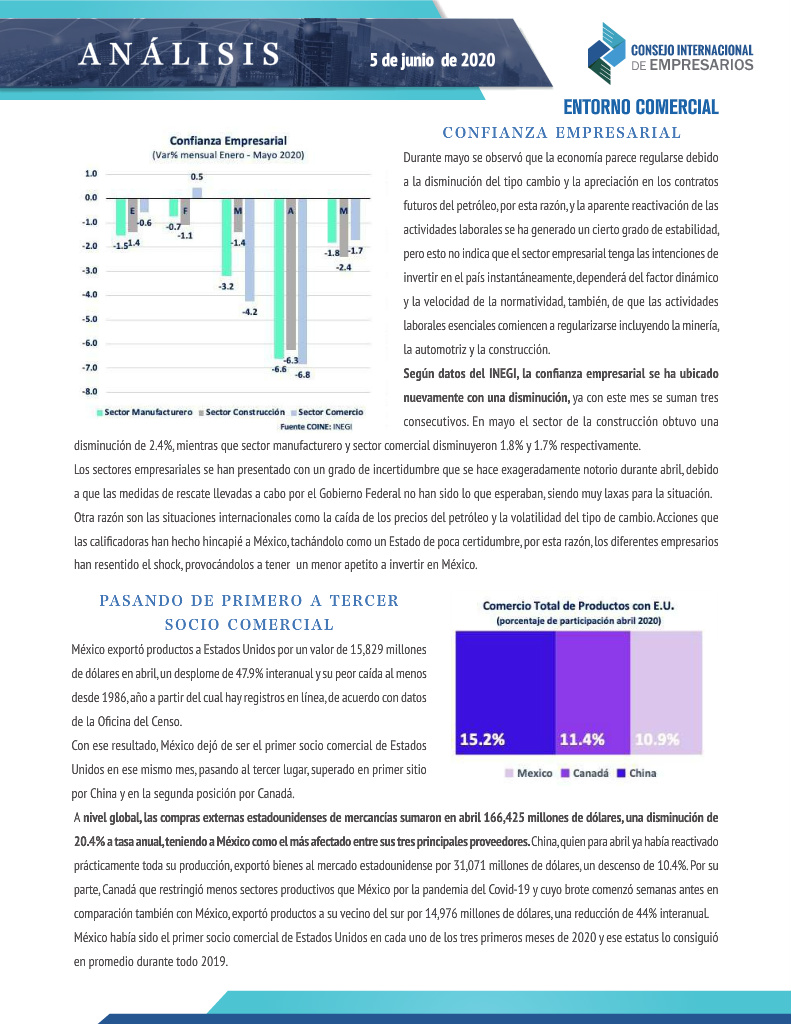 ANÁLISIS
5 de junio de 2020
CONSEJO INTERNACIONAL
DE EMPRESARIOS
ENTORNO COMERCIAL
Confianza Empresarial
(Var% mensual Enero - Mayo 2020)
1.0
0.0
-1.0
-2.0
-3.0
-4.0
-5.0
-6.0
-7.0
-8.0
E
F
M
A
M
-1.5
-1.4
-0.6
-0.7
-1.1
0.5
-3.2
-1.4
-4.2
-6.6
-6.3
-6.8
-1.8
-2.4
-1.7
Sector Manufacturero Sector Construcción Sector Comercio
Fuente COINE: INEGI
CONFIANZA EMPRESARIAL
Durante mayo se observó que la economía parece regularse debido
a la disminución del tipo cambio y la apreciación en los contratos
futuros del petróleo, por esta razón, y la aparente reactivación de las
actividades laborales se ha generado un cierto grado de estabilidad,
pero esto no indica que el sector empresarial tenga las intenciones de
invertir en el país instantáneamente, dependerá del factor dinámico
y la velocidad de la normatividad, también, de que las actividades
laborales esenciales comiencen a regularizarse incluyendo la minería,
la automotriz y la construcción.
Según datos del INEGI, la confianza empresarial se ha ubicado
nuevamente con una disminución, ya con este mes se suman tres
consecutivos. En mayo el sector de la construcción obtuvo una
disminución de 2.4%, mientras que sector manufacturero y sector comercial disminuyeron 1.8% y 1.7% respectivamente.
Los sectores empresariales se han presentado con un grado de incertidumbre que se hace exageradamente notorio durante abril, debido
a que las medidas de rescate llevadas a cabo por el Gobierno Federal no han sido lo que esperaban, siendo muy laxas para la situación.
Otra razón son las situaciones internacionales como la caída de los precios del petróleo y la volatilidad del tipo de cambio. Acciones que
las calificadoras han hecho hincapié a México, tachándolo como un Estado de poca certidumbre, por esta razón, los diferentes empresarios
han resentido el shock, provocándolos a tener un menor apetito a invertir en México.
PASANDO DE PRIMERO A TERCER
SOCIO COMERCIAL
México exportó productos a Estados Unidos por un valor de 15,829 millones
de dólares en abril, un desplome de 47.9% interanual y su peor caída al menos
desde 1986, año a partir del cual hay registros en línea, de acuerdo con datos
de la Oficina del Censo.
Con ese resultado, México dejó de ser el primer socio comercial de Estados
Unidos en ese mismo mes, pasando al tercer lugar, superado en primer sitio
por China y en la segunda posición por Canadá.
Comercio Total de Productos con E.U.
(porcentaje de participación abril 2020)
15.2%
11.4%
10.9%
Mexico Canadá China
A nivel global, las compras externas estadounidenses de mercancías sumaron en abril 166,425 millones de dólares, una disminución de
20.4% a tasa anual, teniendo a México como el más afectado entre sus tres principales proveedores. China, quien para abril ya había reactivado
prácticamente toda su producción, exportó bienes al mercado estadounidense por 31,071 millones de dólares, un descenso de 10.4%. Por su
parte, Canadá que restringió menos sectores productivos que México por la pandemia del Covid-19 y cuyo brote comenzó semanas antes en
comparación también con México, exportó productos a su vecino del sur por 14,976 millones de dólares, una reducción de 44% interanual.
México había sido el primer socio comercial de Estados Unidos en cada uno de los tres primeros meses de 2020 y ese estatus lo consiguió
en promedio durante todo 2019.